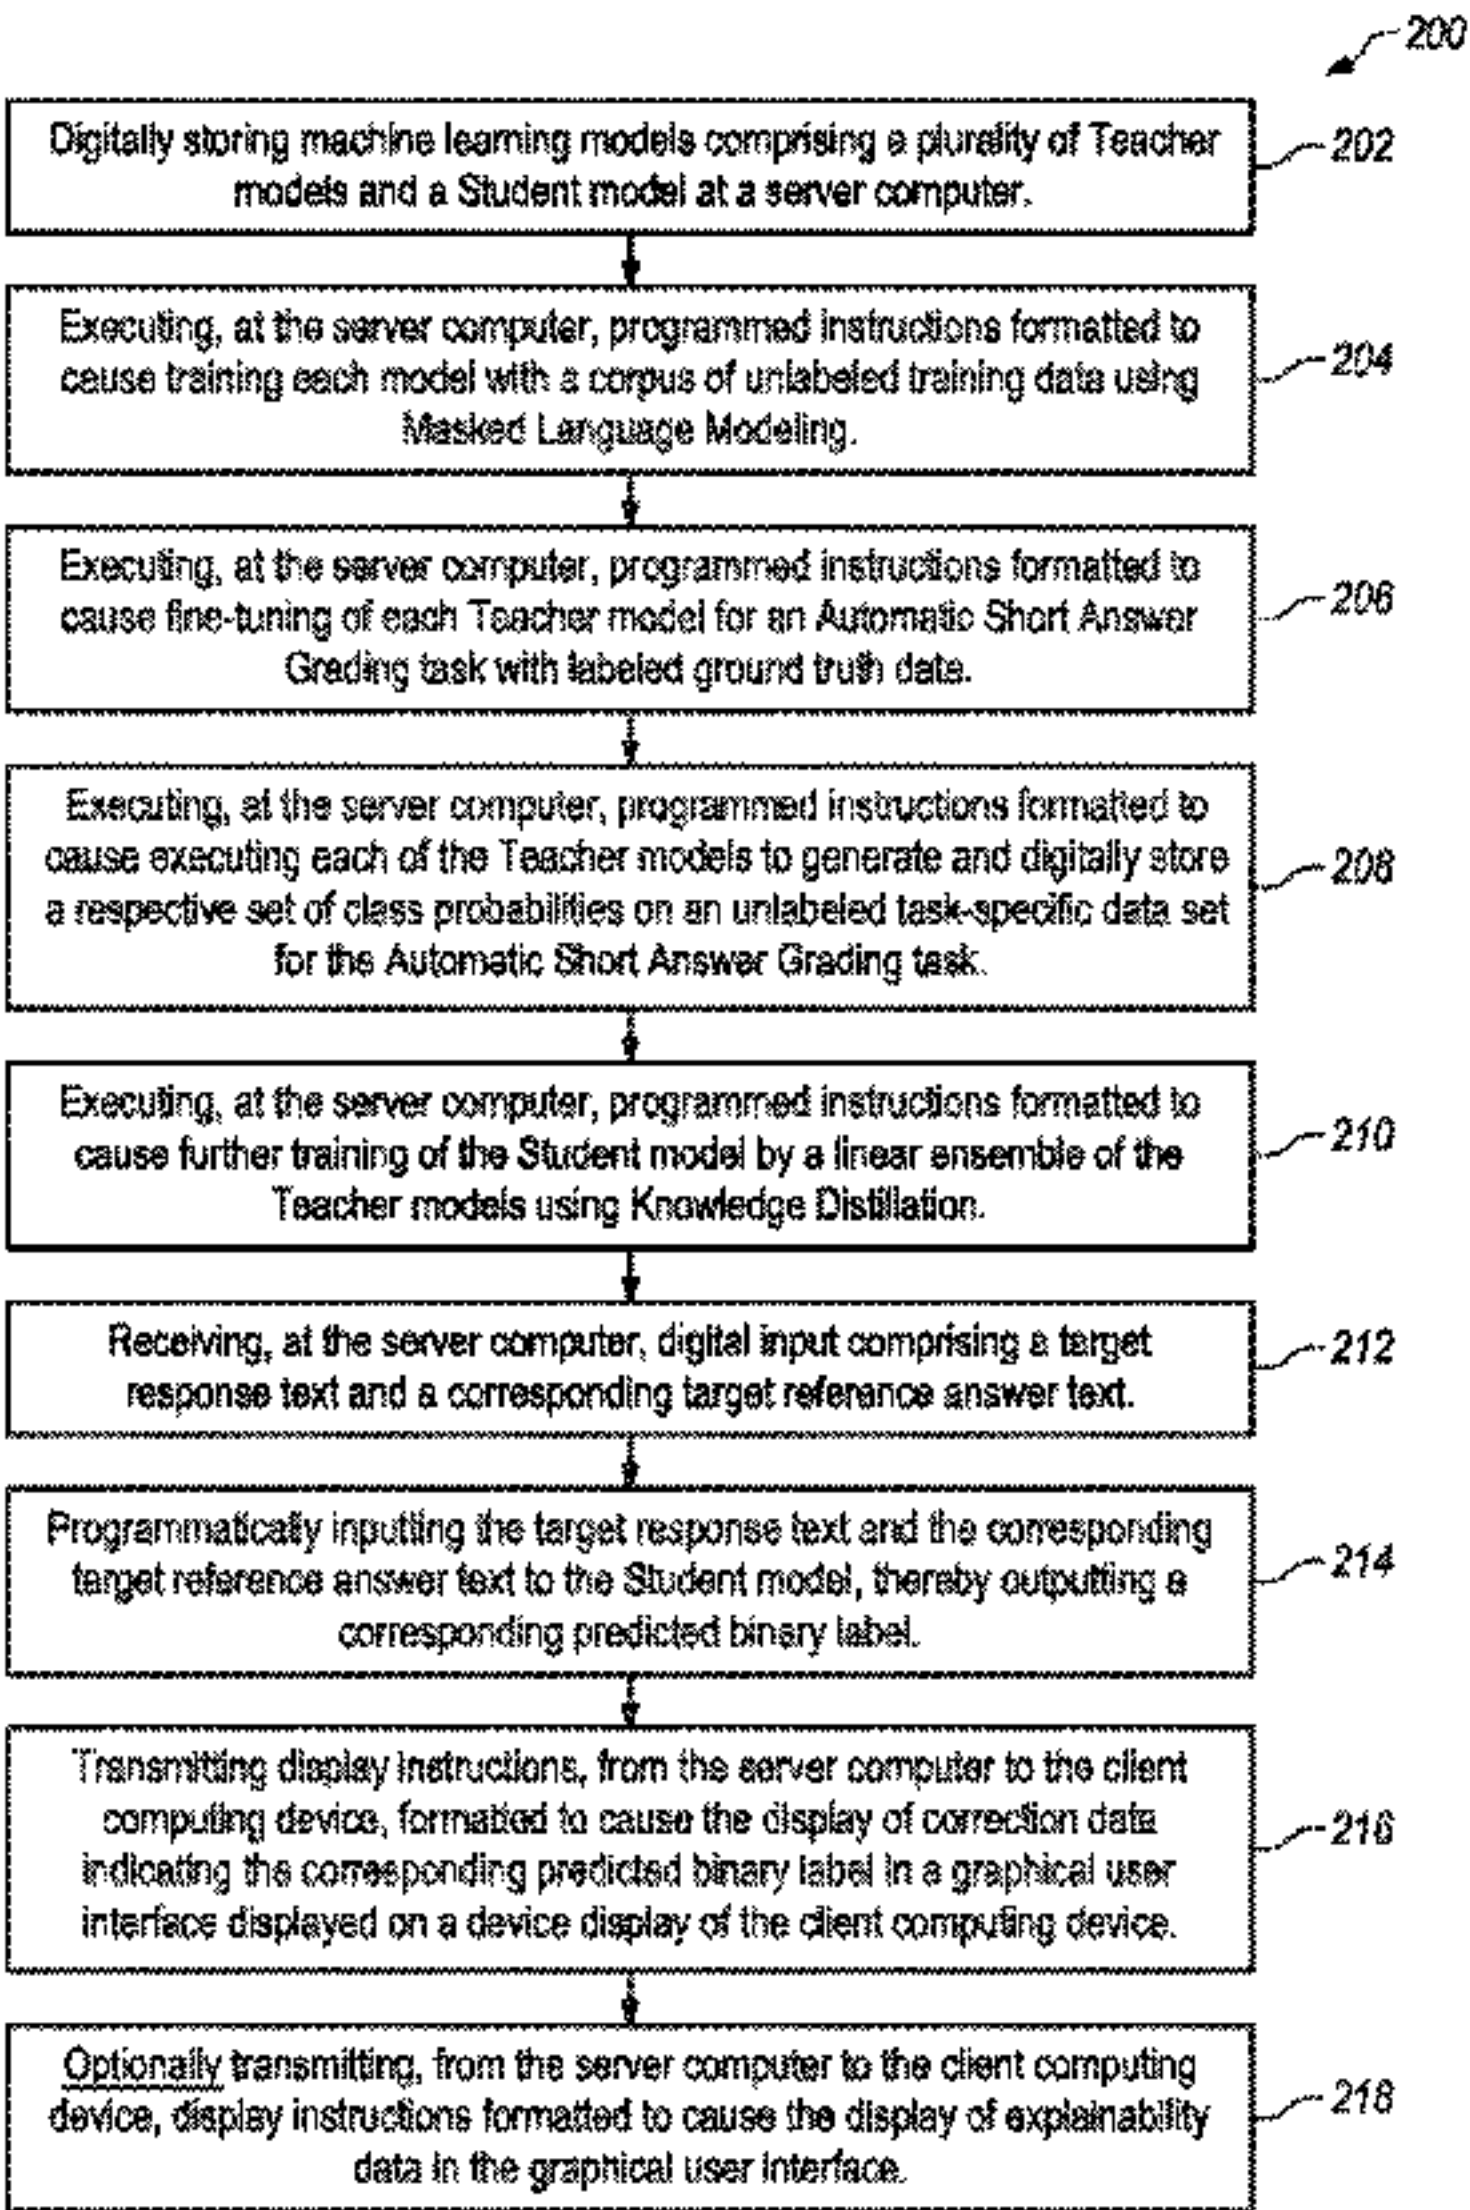 200
Digitally storing machine learning models comprising a plurality of Teacher
models and a Student model at a server computer.
202
Executing, at the server computer, programmed instructions formatted to
cause training each model with a corpus of unlabeled training data using
Masked Language Modeling.
204
Executing, at the server computer, programmed instructions formatted to
cause fine-tuning of each Teacher model for an Automatic Short Answer
Grading task with labeled ground truth data.
206
Executing, at the server computer, programmed instructions formatted to
cause executing each of the Teacher models to generate and digitally store
a respective set of class probabilities on an unlabeled task-specific data set
for the Automatic Short Answer Grading task.
208
Executing, at the server computer, programmed instructions formatted to
cause further training of the Student model by a linear ensemble of the
Teacher models using Knowledge Distillation.
210
Receiving, at the server computer, digital input comprising a target
response text and a corresponding target reference answer text.
212
Programmatically inputting the target response text and the corresponding
target reference answer text to the Student model, thereby outputting a
corresponding predicted binary label.
214
Transmitting display instructions, from the server computer to the client
computing device, formatted to cause the display of correction data
indicating the corresponding predicted binary label in a graphical user
interface displayed on a device display of the client computing device.
216
Optionally transmitting, from the server computer to the client computing
device, display instructions formatted to cause the display of explainability
data in the graphical user interface.
218